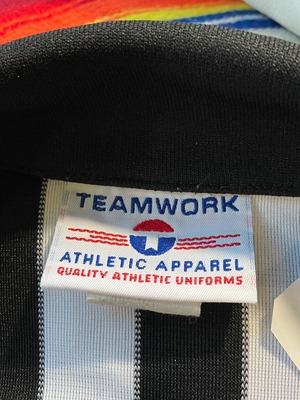 TEAMWORK
ATHLETIC APPAREL
QUALITY ATHLETIC UNIFORMS